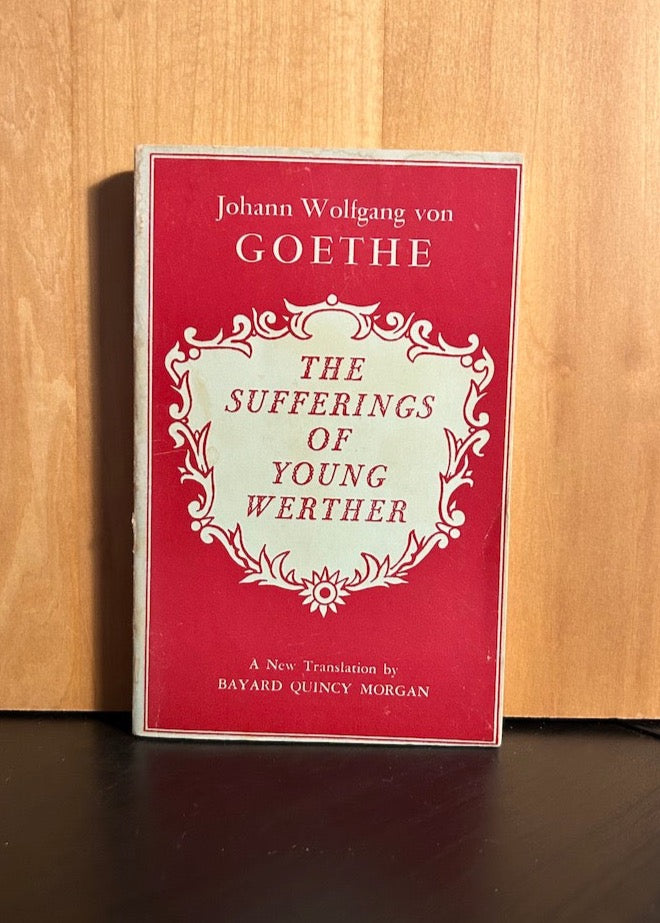 Johann Wolfgang von
GOETHE
THE
SUFFERINGS
OF
YOUNG
WERTHER
A New Translation by
BAYARD QUINCY MORGAN